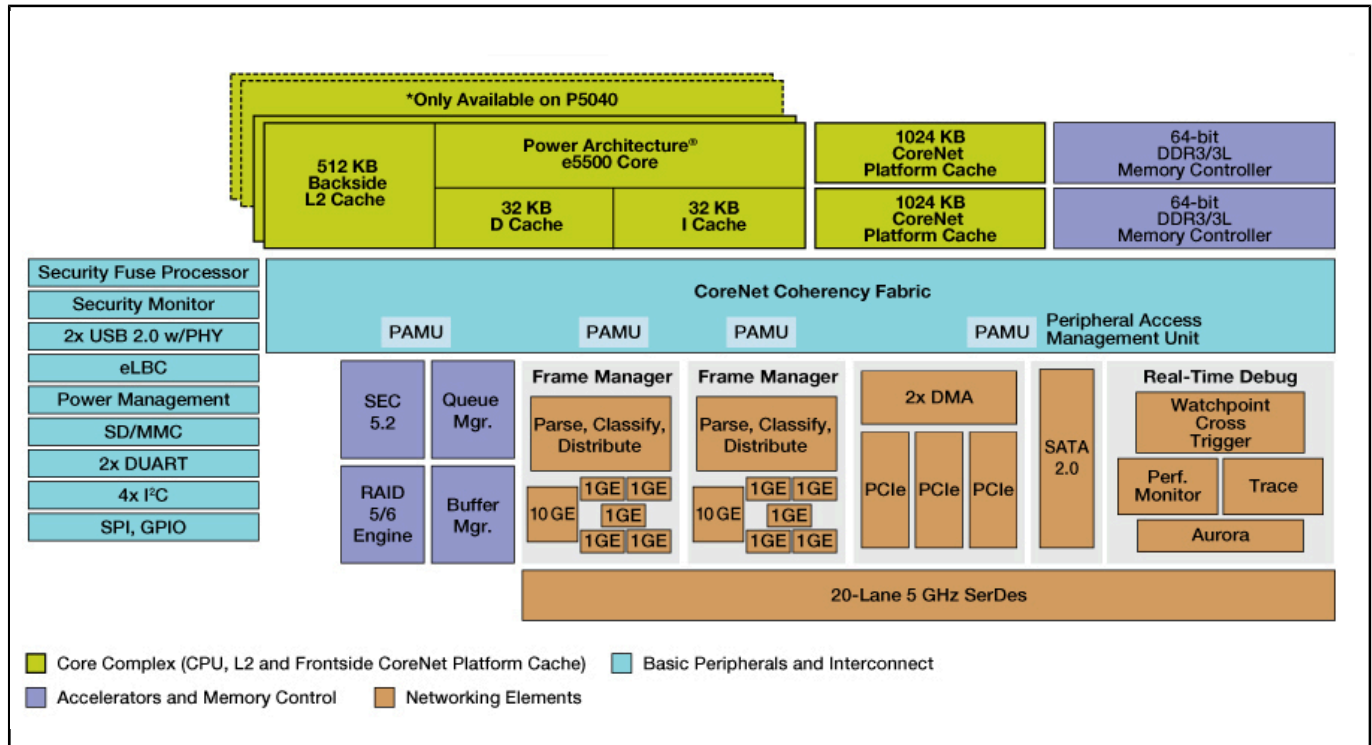 *Only Available on P5040
512 KB
Backside
L2 Cache
Power Architecture®
e5500 Core
32 KB
D Cache
32 KB
I Cache
1024 KB
CoreNet
Platform Cache
64-bit
DDR3/3L
Memory Controller
1024 KB
CoreNet
Platform Cache
64-bit
DDR3/3L
Memory Controller
Security Fuse Processor
Security Monitor
2x USB 2.0 w/PHY
eLBC
Power Management
SD/MMC
2x DUART
4x I²C
SPI, GPIO
CoreNet Coherency Fabric
PAMU
PAMU
PAMU
PAMU
Peripheral Access
Management Unit
SEC
5.2
Queue
Mgr.
RAID
5/6
Engine
Buffer
Mgr.
Frame Manager
Parse, Classify,
Distribute
10 GE
1GE 1GE
1GE
1GE 1GE
Frame Manager
Parse, Classify,
Distribute
10 GE
1GE 1GE
1GE
1GE 1GE
2x DMA
PCIe PCIe PCIe
SATA
2.0
Real-Time Debug
Watchpoint
Cross
Trigger
Perf.
Monitor
Trace
Aurora
20-Lane 5 GHz SerDes
Core Complex (CPU, L2 and Frontside CoreNet Platform Cache)
Basic Peripherals and Interconnect
Accelerators and Memory Control
Networking Elements